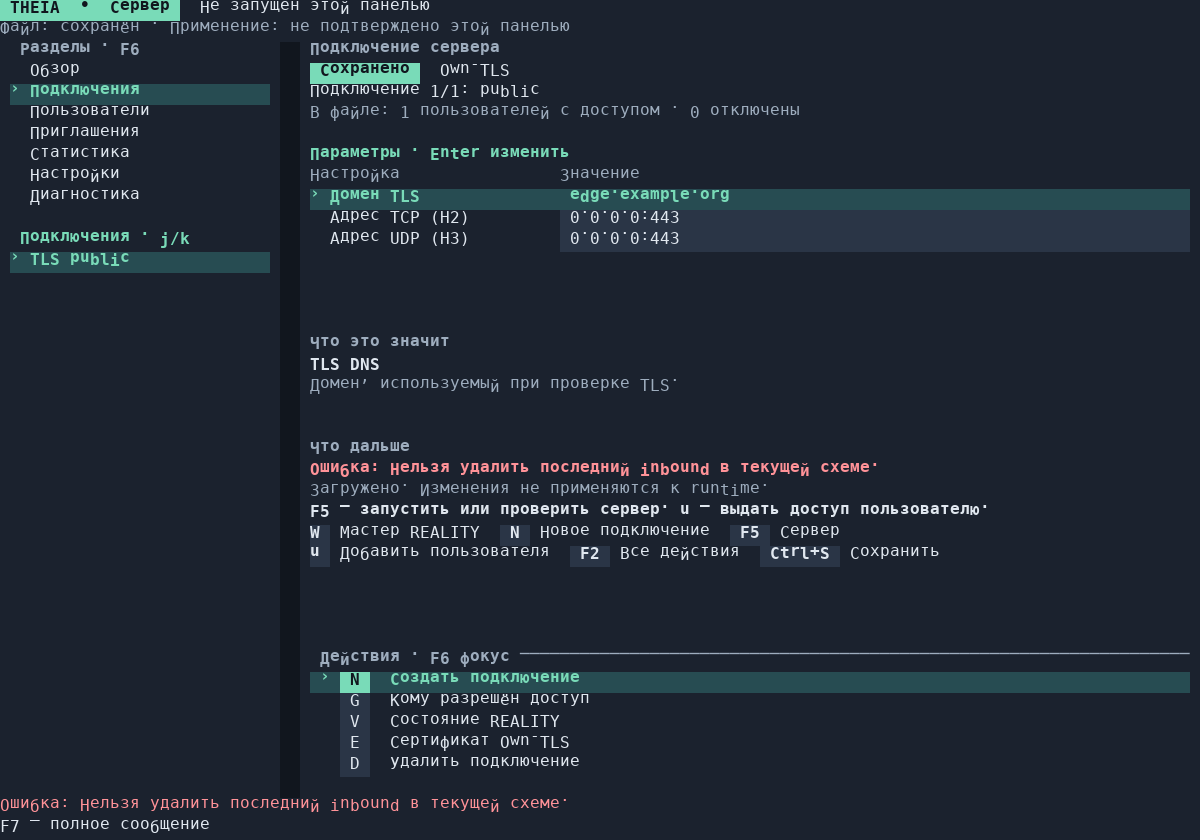 THEIA • Сервер Не запущен этой панелью
Файл: сохранён · Применение: не подтверждено этой панелью
Разделы · F6
Обзор
› Подключения
Пользователи
Приглашения
Статистика
Настройки
Диагностика
Подключения · j/k
› TLS public
Подключение сервера
Сохранено Own-TLS
Подключение 1/1: public
В файле: 1 пользователей с доступом · 0 отключены
Параметры · Enter изменить
Настройка Значение
› Домен TLS edge.example.org
Адрес TCP (H2) 0.0.0.0:443
Адрес UDP (H3) 0.0.0.0:443
Что это значит
TLS DNS
Домен, используемый при проверке TLS.
Что дальше
Ошибка: Нельзя удалить последний inbound в текущей схеме.
Загружено. Изменения не применяются к runtime.
F5 — запустить или проверить сервер. u — выдать доступ пользователю.
W Мастер REALITY N Новое подключение F5 Сервер
u Добавить пользователя F2 Все действия Ctrl+S Сохранить
Действия · F6 фокус
› N Создать подключение
G Кому разрешён доступ
V Состояние REALITY
E Сертификат Own-TLS
D Удалить подключение
Ошибка: Нельзя удалить последний inbound в текущей схеме.
F7 — полное сообщение